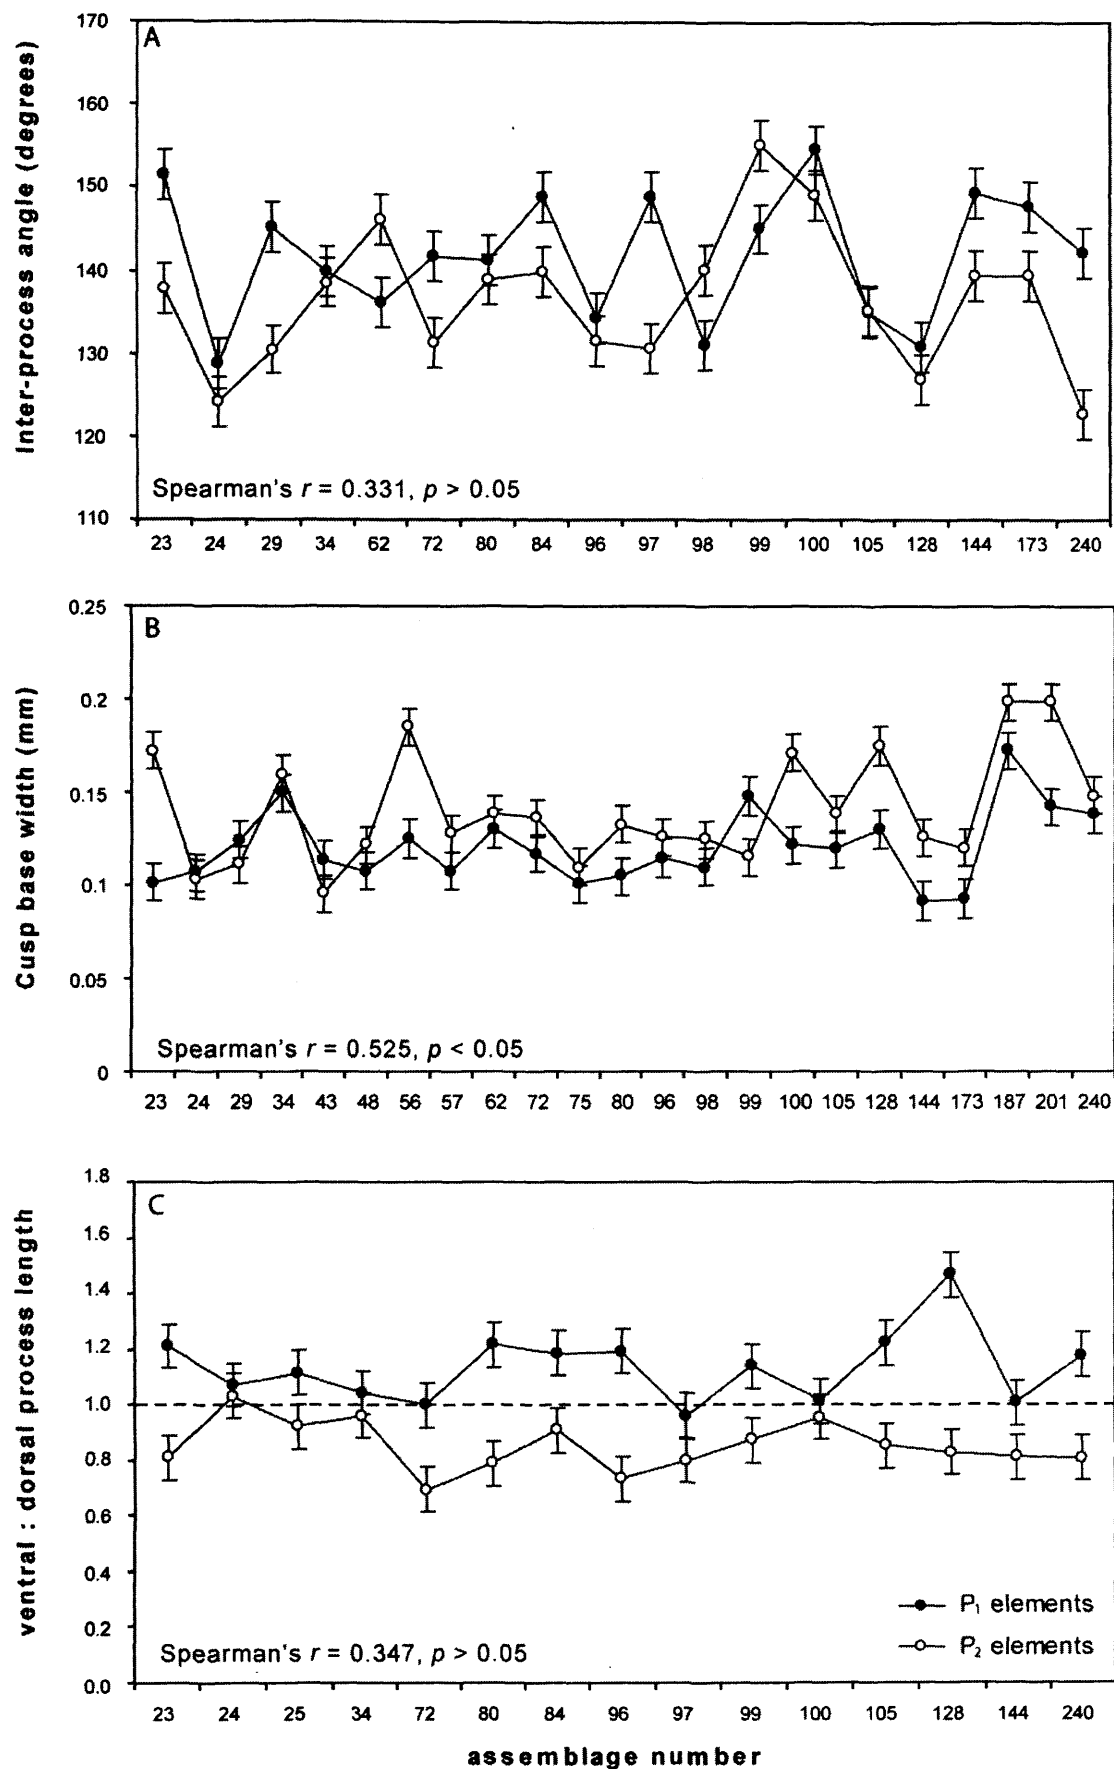 A
Inter-process angle (degrees)
170
160
150
140
130
120
110
Spearman's r = 0.331, p > 0.05
23 24 29 34 62 72 80 84 96 97 98 99 100 105 128 144 173 240
B
Cusp base width (mm)
0.25
0.2
0.15
0.1
0.05
0
Spearman's r = 0.525, p < 0.05
23 24 29 34 43 48 56 57 62 72 75 80 96 98 99 100 105 128 144 173 187 201 240
C
ventral : dorsal process length
1.8
1.6
1.4
1.2
1.0
0.8
0.6
0.4
0.2
0.0
P₁ elements
P₂ elements
Spearman's r = 0.347, p > 0.05
23 24 25 34 72 80 84 96 97 99 100 105 128 144 240
assemblage number